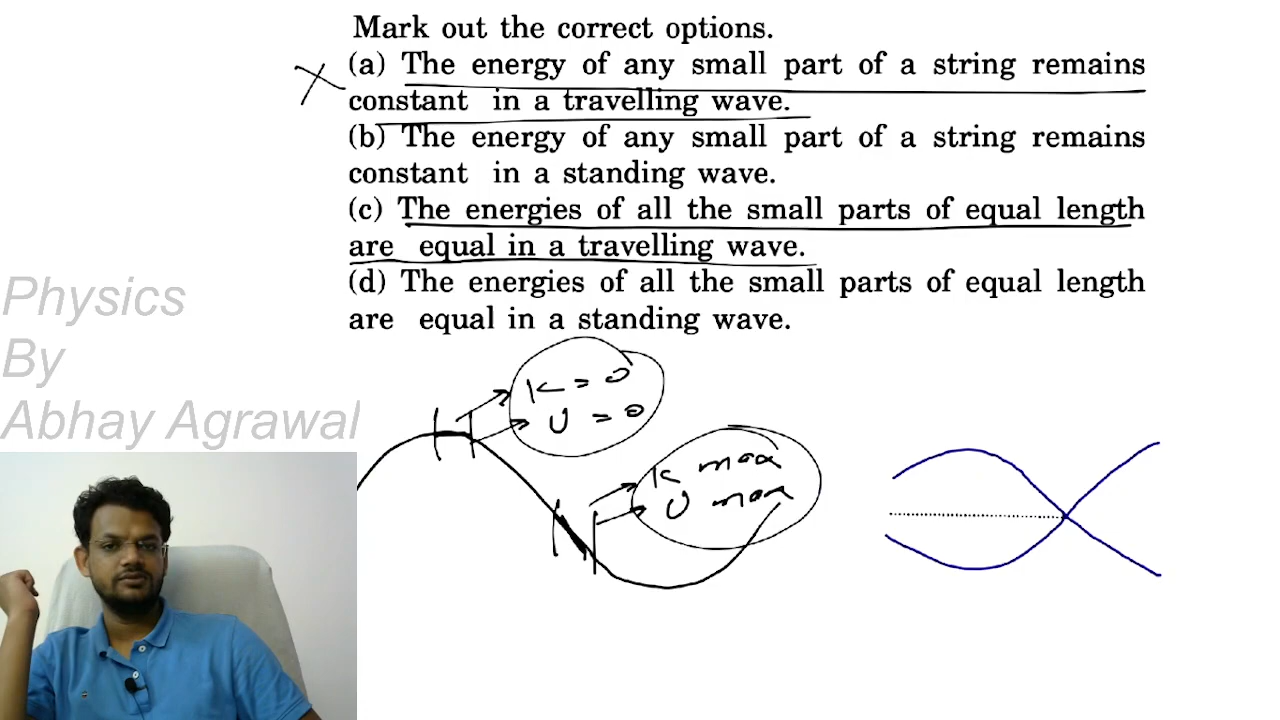 Mark out the correct options.
(a) The energy of any small part of a string remains
constant in a travelling wave.
(b) The energy of any small part of a string remains
constant in a standing wave.
(c) The energies of all the small parts of equal length
are equal in a travelling wave.
(d) The energies of all the small parts of equal length
are equal in a standing wave.
Physics
By
Abhay Agrawal
K = 0
U = 0
K max
U max